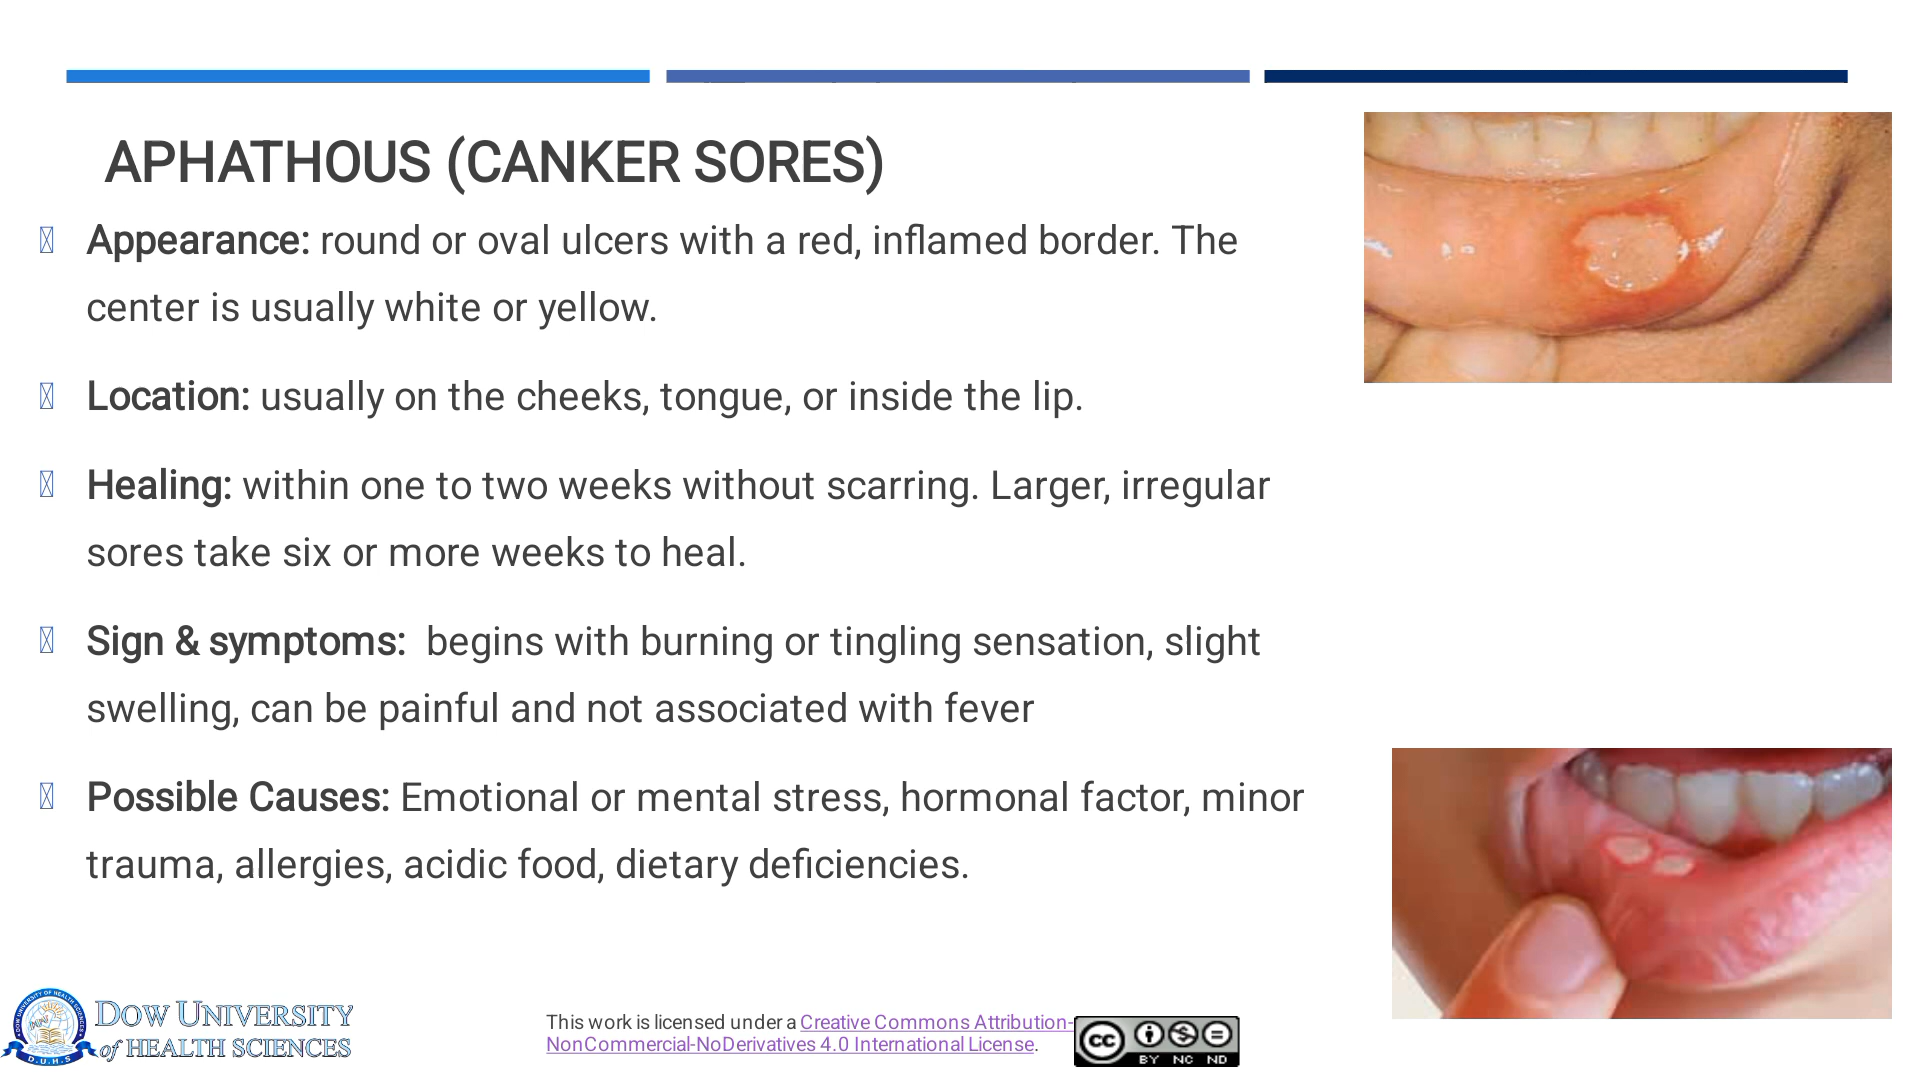 APHATHOUS (CANKER SORES)
Appearance: round or oval ulcers with a red, inflamed border. The
center is usually white or yellow.
Location: usually on the cheeks, tongue, or inside the lip.
Healing: within one to two weeks without scarring. Larger, irregular
sores take six or more weeks to heal.
Sign & symptoms:  begins with burning or tingling sensation, slight
swelling, can be painful and not associated with fever
Possible Causes: Emotional or mental stress, hormonal factor, minor
trauma, allergies, acidic food, dietary deficiencies.
DOW UNIVERSITY
of HEALTH SCIENCES
D.U.H.S
This work is licensed under a Creative Commons Attribution-
NonCommercial-NoDerivatives 4.0 International License.
cc
BY NC ND